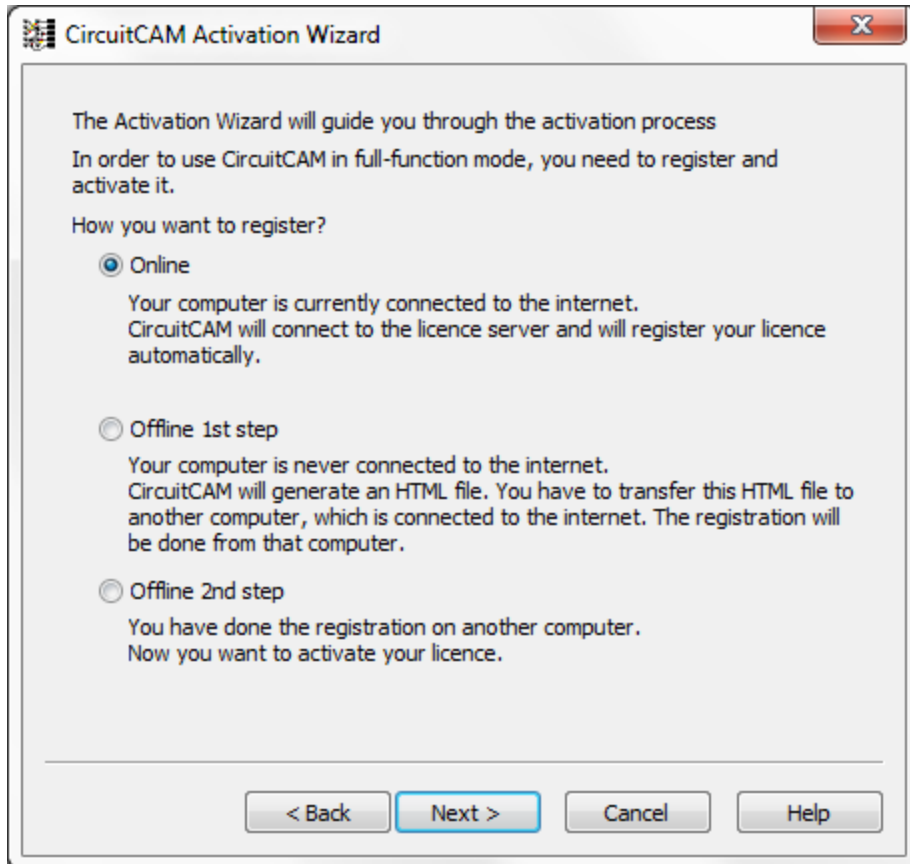 CircuitCAM Activation Wizard
The Activation Wizard will guide you through the activation process
In order to use CircuitCAM in full-function mode, you need to register and
activate it.
How you want to register?
Online
Your computer is currently connected to the internet.
CircuitCAM will connect to the licence server and will register your licence
automatically.
Offline 1st step
Your computer is never connected to the internet.
CircuitCAM will generate an HTML file. You have to transfer this HTML file to
another computer, which is connected to the internet. The registration will
be done from that computer.
Offline 2nd step
You have done the registration on another computer.
Now you want to activate your licence.
< Back Next > Cancel Help